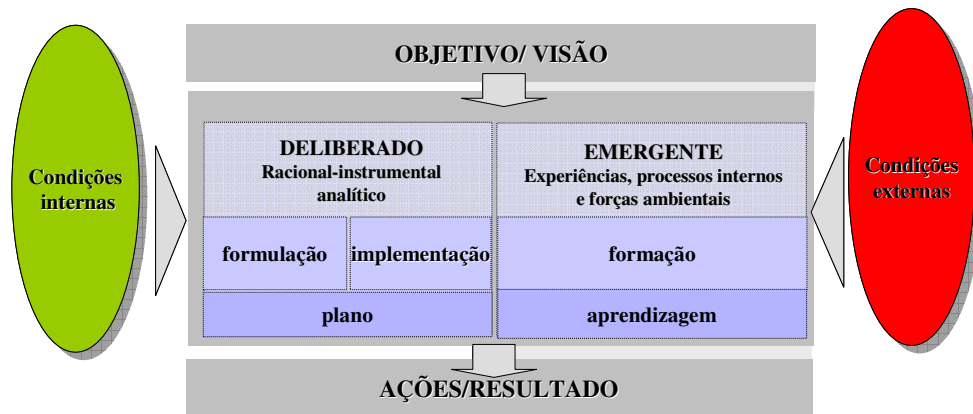 OBJETIVO/ VISÃO
Condições
internas
DELIBERADO
Racional-instrumental
analítico
formulação
implementação
plano
EMERGENTE
Experiências, processos internos
e forças ambientais
formação
aprendizagem
Condições
externas
AÇÕES/RESULTADO